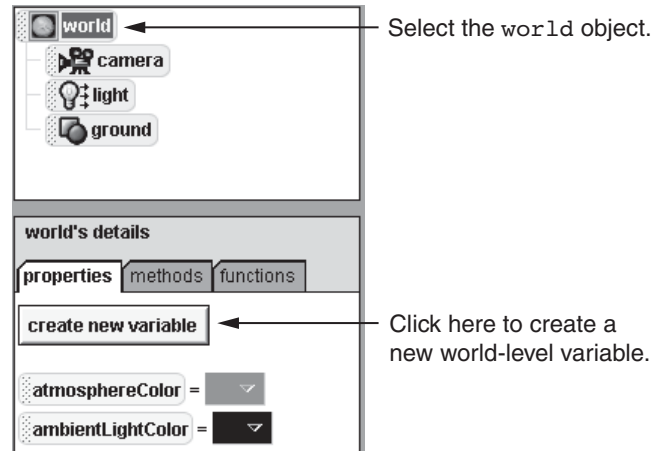 world
Select the world object.
camera
light
ground
world's details
properties methods functions
create new variable
Click here to create a
new world-level variable.
atmosphereColor =
ambientLightColor =